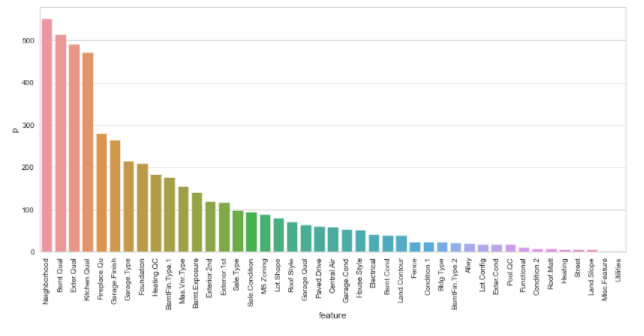 500
400
300
200
100
0
p
Neighborhood
Bsmt.Qual
Exter.Qual
Kitchen.Qual
Fireplace.Qu
Garage.Finish
Garage.Type
Foundation
Heating.QC
BsmtFin.Type.1
Mas.Vnr.Type
Bsmt.Exposure
Exterior.2nd
Exterior.1st
Sale.Type
Sale.Condition
MS.Zoning
Lot.Shape
Roof.Style
Garage.Qual
Paved.Drive
Central.Air
Garage.Cond
House.Style
Electrical
Bsmt.Cond
Land.Contour
Fence
Condition.1
Bldg.Type
BsmtFin.Type.2
Alley
Lot.Config
Exter.Cond
Pool.QC
Functional
Condition.2
Roof.Matl
Heating
Street
Land.Slope
Misc.Feature
Utilities
feature